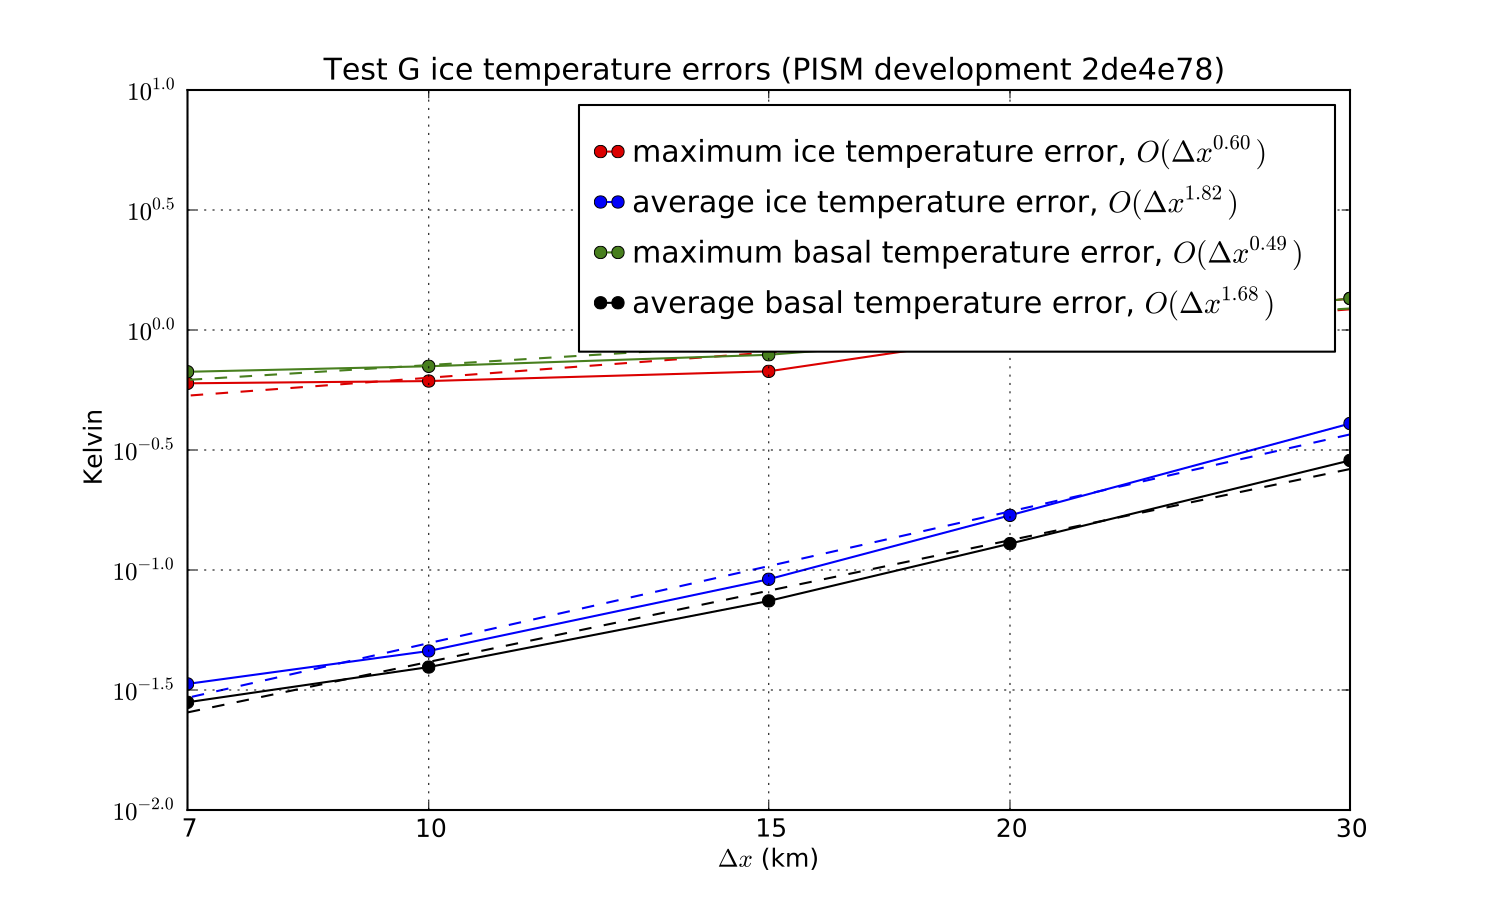 Test G ice temperature errors (PISM development 2de4e78)
10^1.0
10^0.5
10^0.0
10^−0.5
10^−1.0
10^−1.5
10^−2.0
Kelvin
maximum ice temperature error, O(Δx^0.60)
average ice temperature error, O(Δx^1.82)
maximum basal temperature error, O(Δx^0.49)
average basal temperature error, O(Δx^1.68)
7 10 15 20 30
Δx (km)